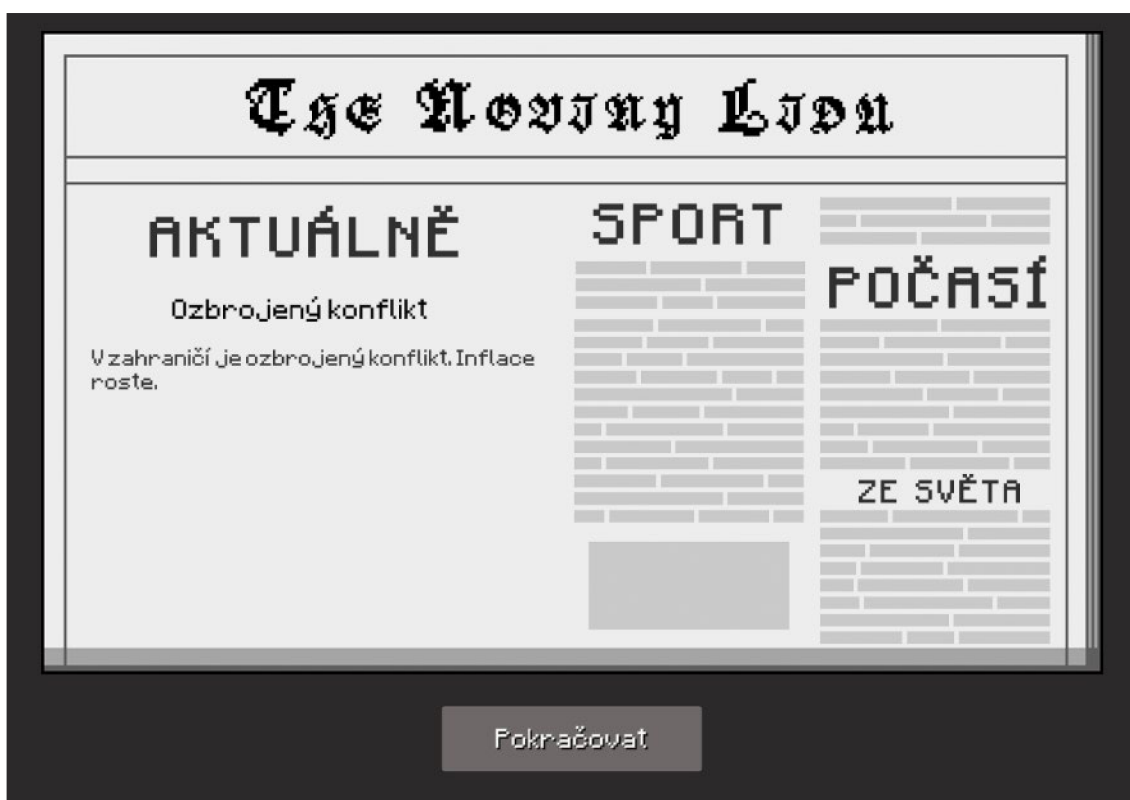 The Noviny Lidu
AKTUÁLNĚ
Ozbrojený konflikt
V zahraničí je ozbrojený konflikt. Inflace
roste.
SPORT
POČASÍ
ZE SVĚTA
Pokračovat